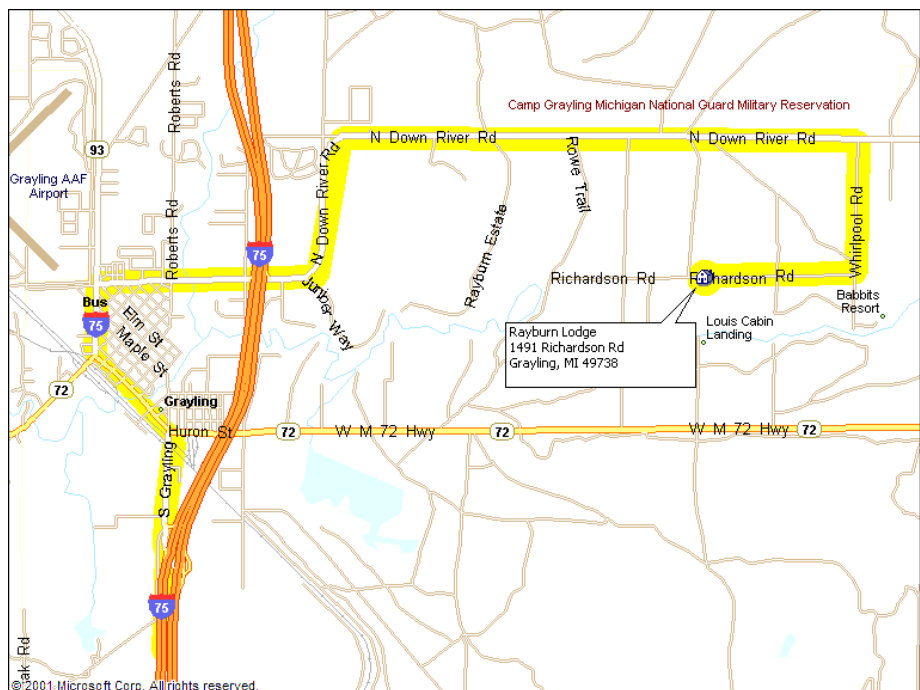 Roberts Rd
Camp Grayling Michigan National Guard Military Reservation
93
N Down River Rd
N Down River Rd
Grayling AAF
Airport
N Down River Rd
Rowe Trail
Roberts Rd
75
Rayburn Estate
Whirlpool Rd
Richardson Rd
Richardson Rd
Juniper Way
Bus
75
Elm St
Maple St
Babbits
Resort
Louis Cabin
Landing
Rayburn Lodge
1491 Richardson Rd
Grayling, MI 49738
72
Grayling
Huron St
72
W M 72 Hwy
72
W M 72 Hwy
72
S Grayling
75
ak Rd
© 2001 Microsoft Corp. All rights reserved.